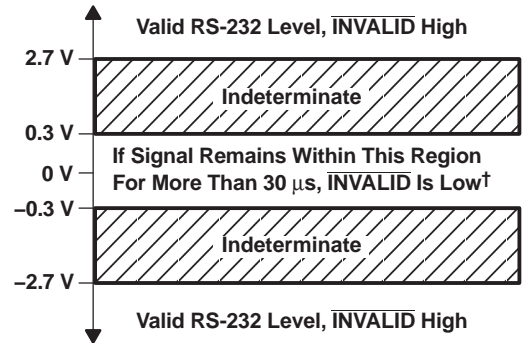 Valid RS-232 Level, INVALID High
2.7 V
Indeterminate
0.3 V
If Signal Remains Within This Region
0 V
For More Than 30 μs, INVALID Is Low†
–0.3 V
Indeterminate
–2.7 V
Valid RS-232 Level, INVALID High